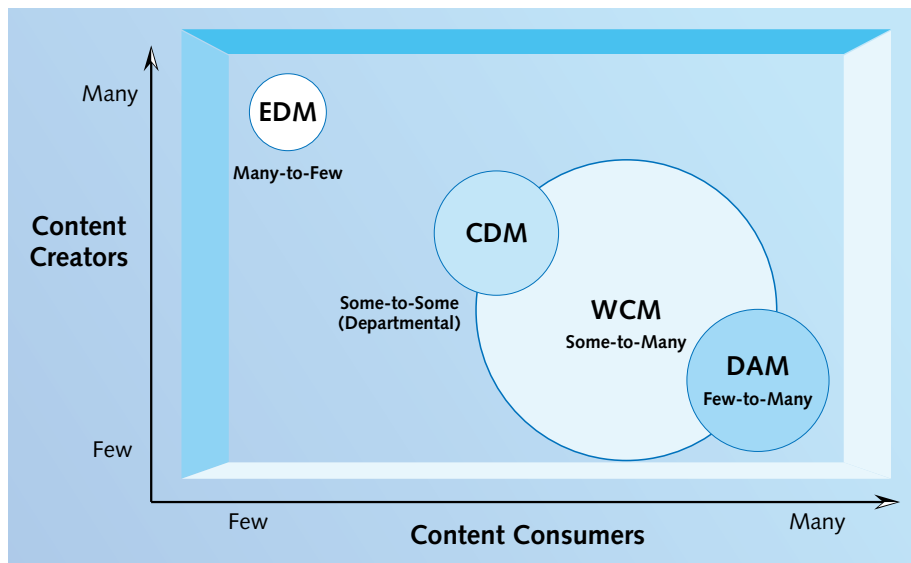 Many
EDM
Many-to-Few
Content
Creators
CDM
Some-to-Some
(Departmental)
WCM
Some-to-Many
DAM
Few-to-Many
Few
Few
Many
Content Consumers